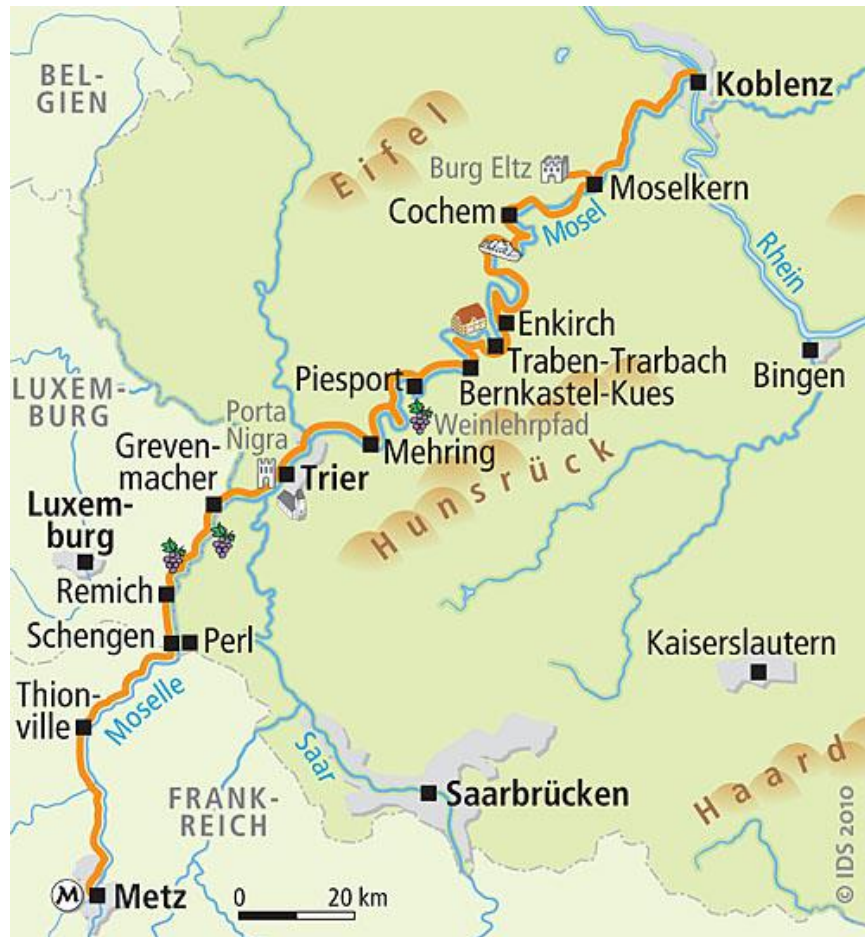 BEL-
GIEN
Koblenz
Eifel
Burg Eltz
Moselkern
Cochem
Mosel
Rhein
Enkirch
Traben-Trarbach
Bingen
Piesport
Bernkastel-Kues
LUXEM-
BURG
Porta
Nigra
Weinlehrpfad
Greven-
macher
Mehring
Trier
Hunsrück
Luxem-
burg
Remich
Schengen
Perl
Kaiserslautern
Thion-
ville
Moselle
Saar
FRANK-
REICH
Saarbrücken
Haard
M
Metz
0 20 km
© IDS 2010